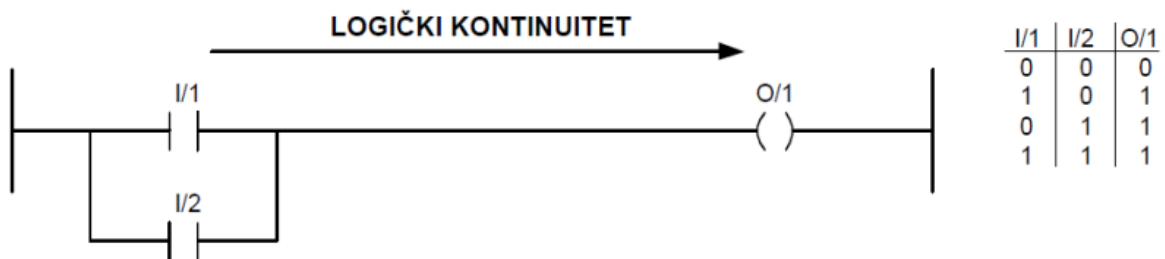 LOGIČKI KONTINUITET
I/1
O/1
I/2
I/1 I/2 O/1
0 0 0
1 0 1
0 1 1
1 1 1